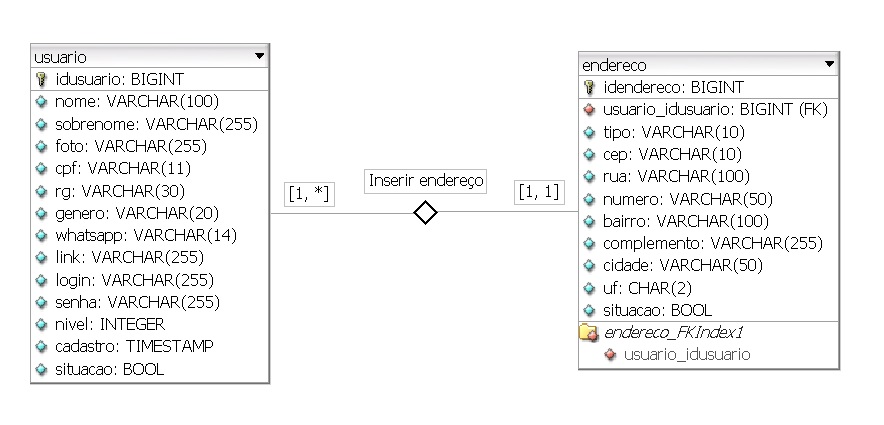 usuario
idusuario: BIGINT
nome: VARCHAR(100)
sobrenome: VARCHAR(255)
foto: VARCHAR(255)
cpf: VARCHAR(11)
rg: VARCHAR(30)
genero: VARCHAR(20)
whatsapp: VARCHAR(14)
link: VARCHAR(255)
login: VARCHAR(255)
senha: VARCHAR(255)
nivel: INTEGER
cadastro: TIMESTAMP
situacao: BOOL
[1, *]
Inserir endereço
[1, 1]
endereco
idendereco: BIGINT
usuario_idusuario: BIGINT (FK)
tipo: VARCHAR(10)
cep: VARCHAR(10)
rua: VARCHAR(100)
numero: VARCHAR(50)
bairro: VARCHAR(100)
complemento: VARCHAR(255)
cidade: VARCHAR(50)
uf: CHAR(2)
situacao: BOOL
endereco_FKIndex1
usuario_idusuario